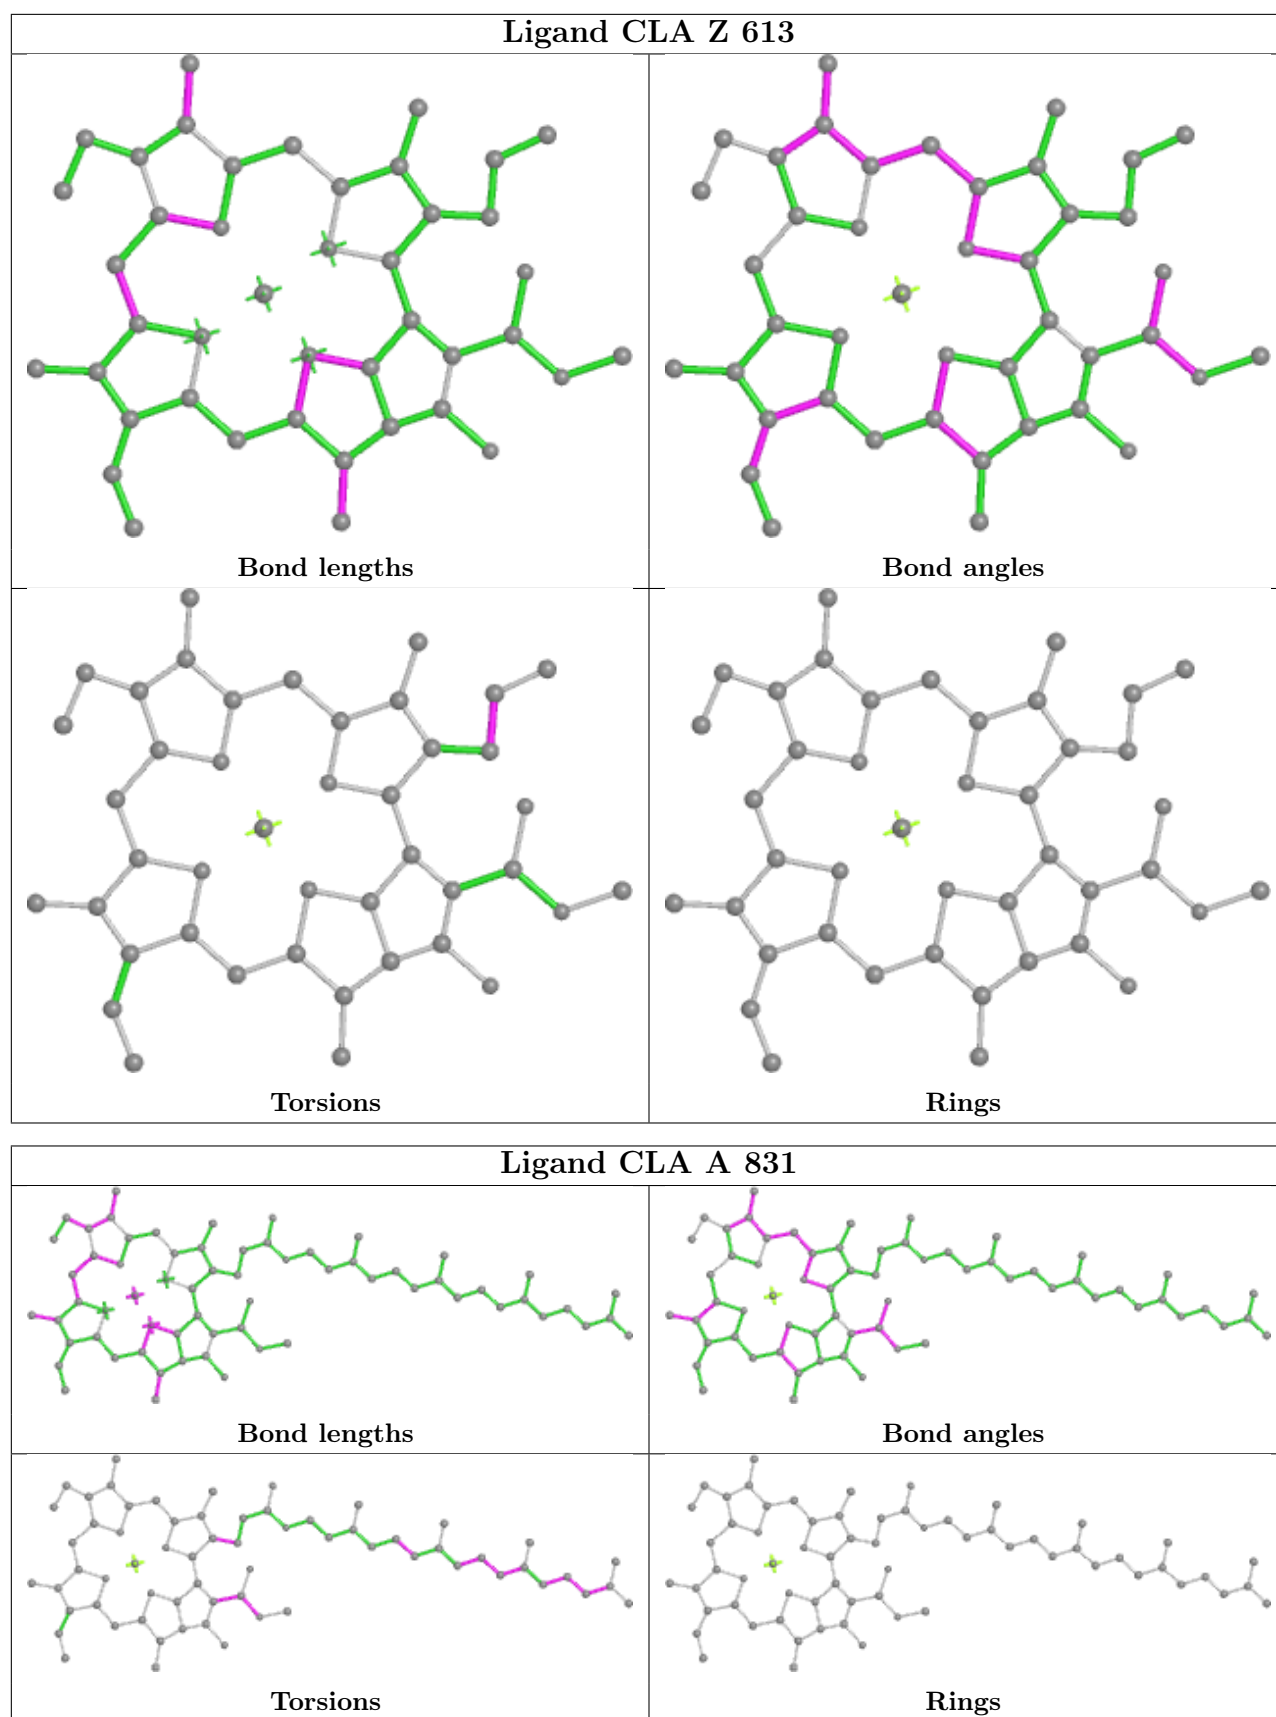 Ligand CLA Z 613
Bond lengths
Bond angles
Torsions
Rings
Ligand CLA A 831
Bond lengths
Bond angles
Torsions
Rings